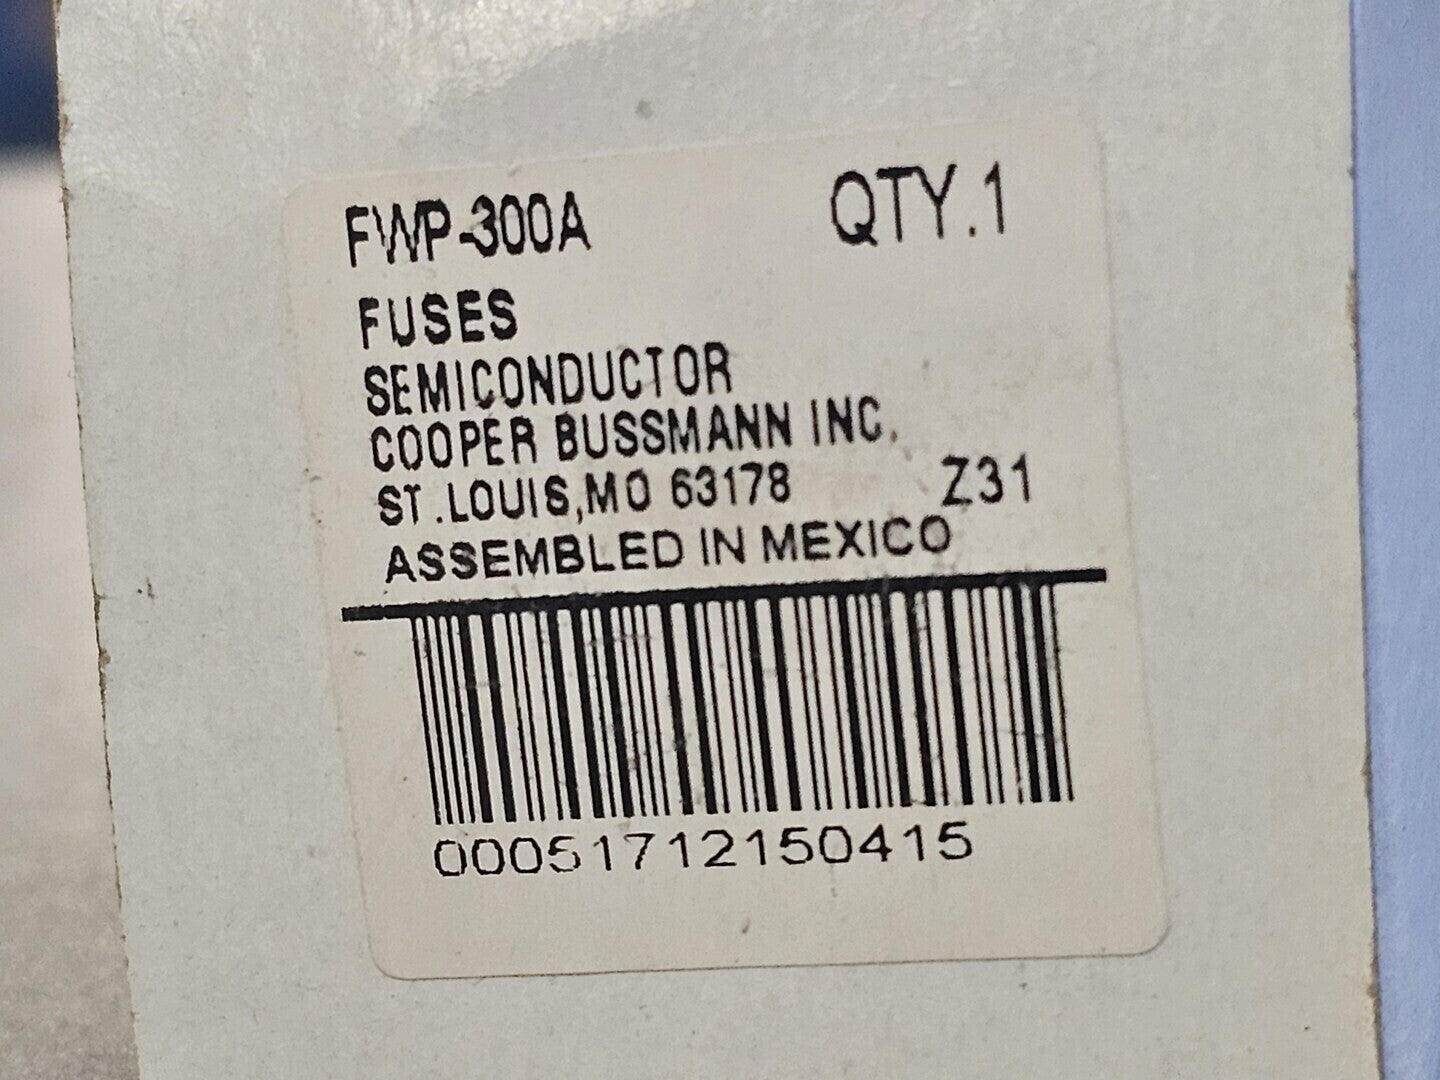 FWP-300A QTY.1
FUSES
SEMICONDUCTOR
COOPER BUSSMANN INC.
ST.LOUIS,MO 63178 Z31
ASSEMBLED IN MEXICO
00051712150415